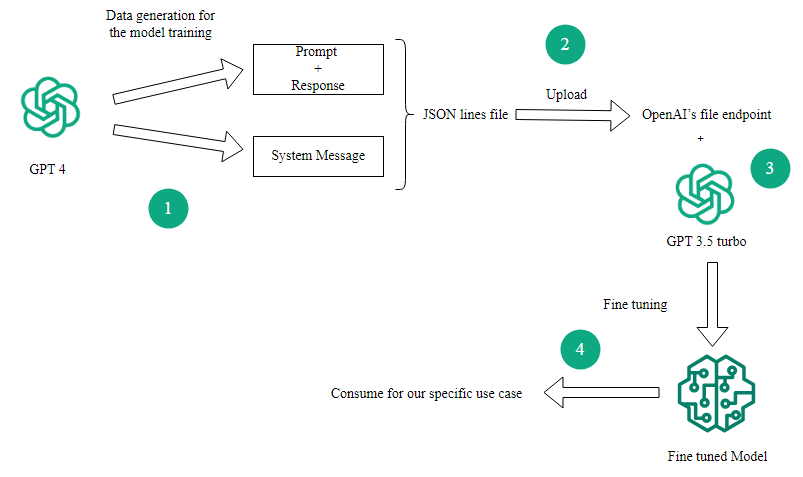 Data generation for
the model training
Prompt
+
Response
System Message
GPT 4
1
JSON lines file
2
Upload
OpenAI's file endpoint
+
3
GPT 3.5 turbo
Fine tuning
4
Consume for our specific use case
Fine tuned Model